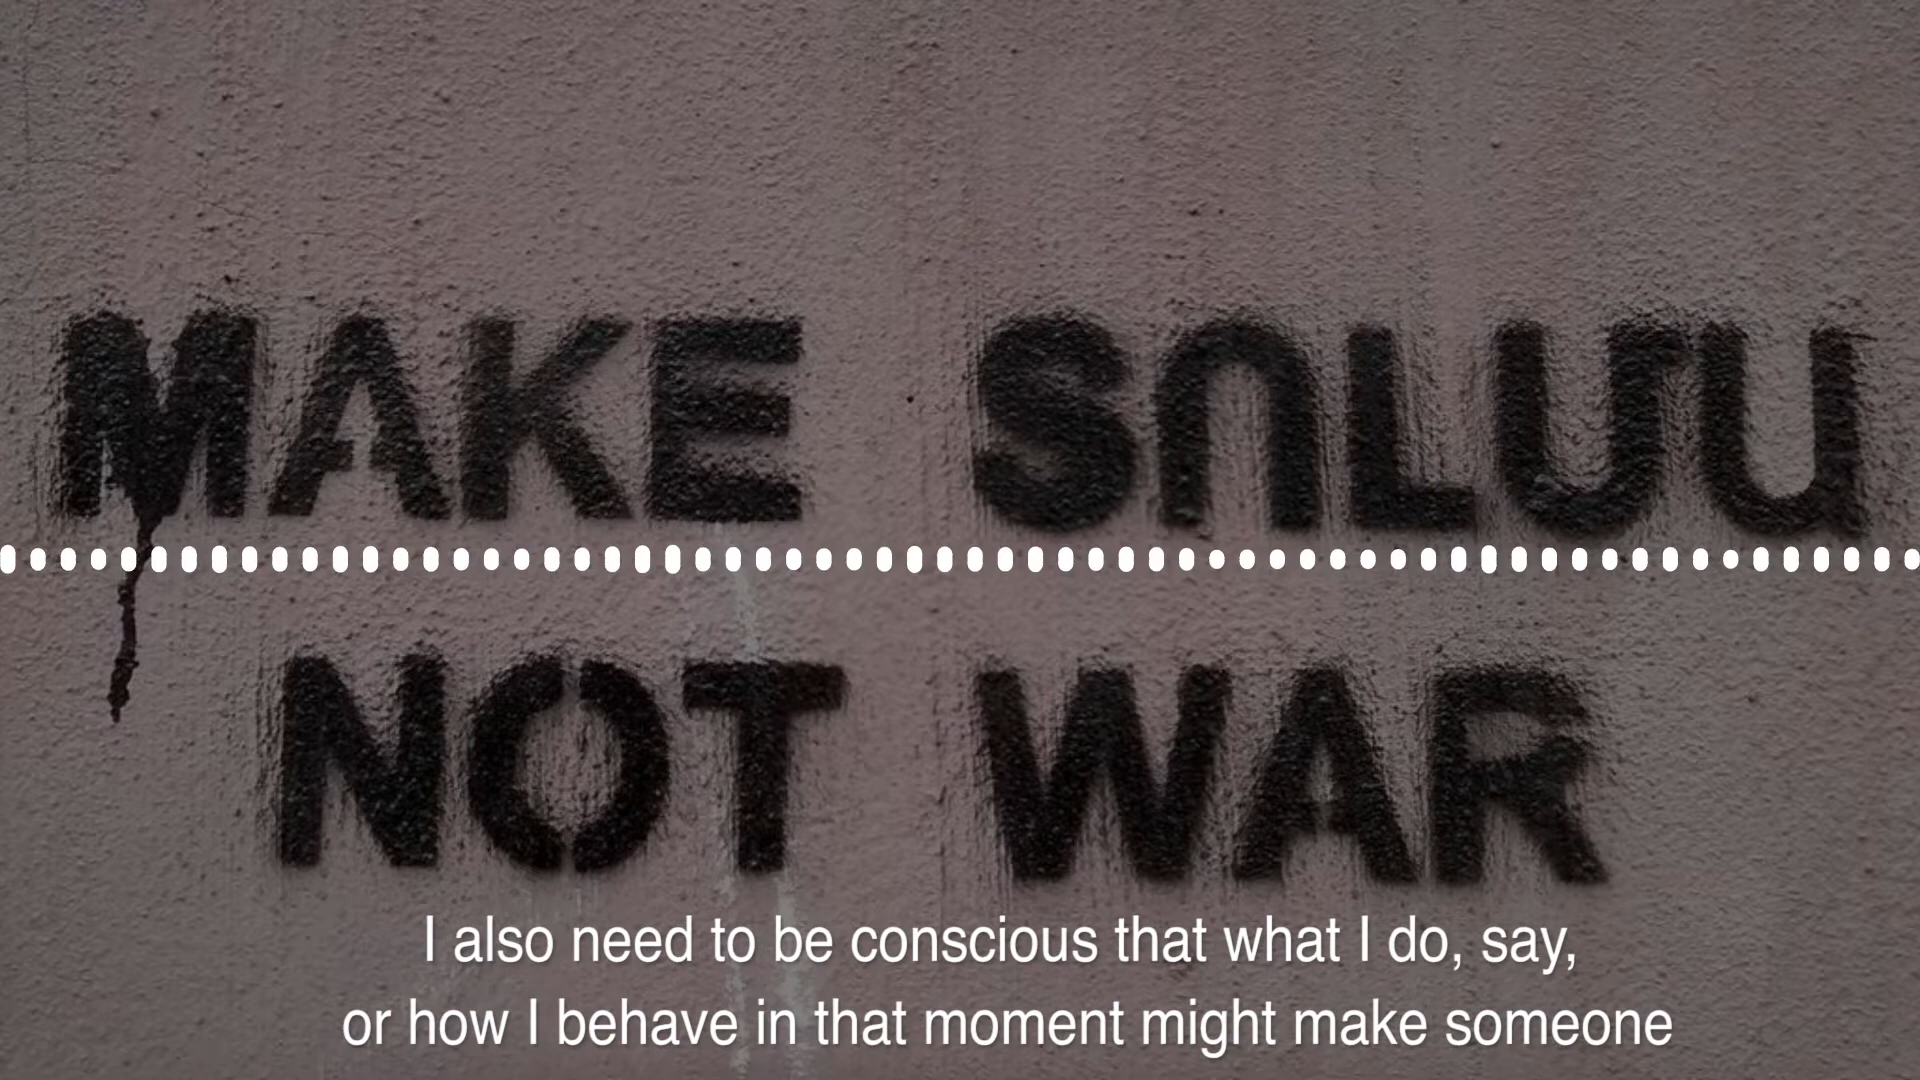 MAKE SNLUU
NOT WAR
I also need to be conscious that what I do, say,
or how I behave in that moment might make someone